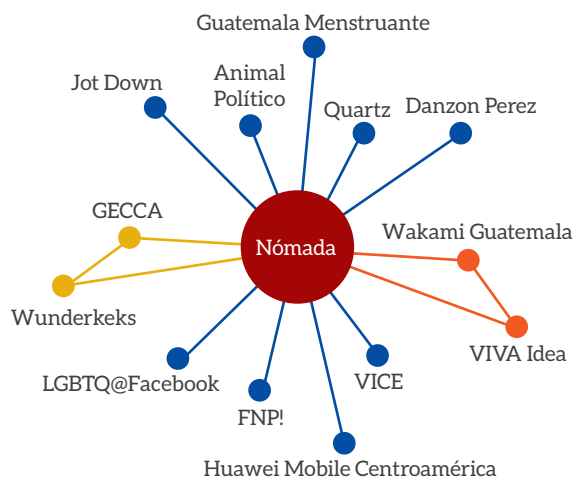 Guatemala Menstruante
Jot Down
Animal
Político
Quartz
Danzon Perez
GECCA
Nómada
Wakami Guatemala
Wunderkeks
VIVA Idea
LGBTQ@Facebook
VICE
FNP!
Huawei Mobile Centroamérica